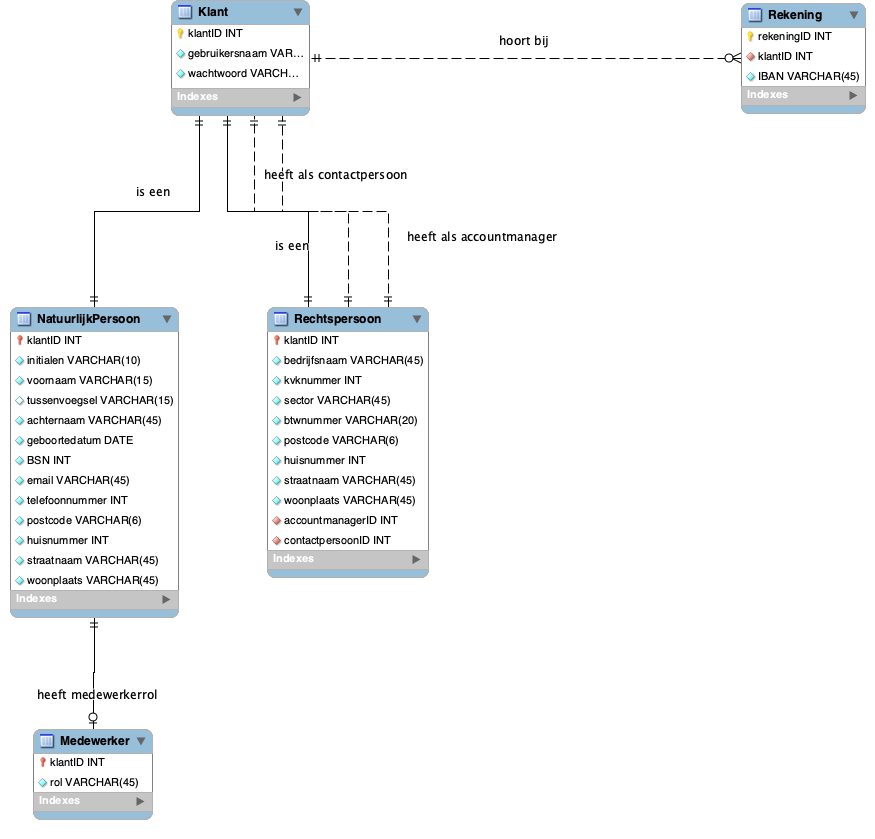 Klant
klantID INT
gebruikersnaam VAR...
wachtwoord VARCH...
Indexes
hoort bij
Rekening
rekeningID INT
klantID INT
IBAN VARCHAR(45)
Indexes
is een
heeft als contactpersoon
is een
heeft als accountmanager
NatuurlijkPersoon
klantID INT
initialen VARCHAR(10)
voornaam VARCHAR(15)
tussenvoegsel VARCHAR(15)
achternaam VARCHAR(45)
geboortedatum DATE
BSN INT
email VARCHAR(45)
telefoonnummer INT
postcode VARCHAR(6)
huisnummer INT
straatnaam VARCHAR(45)
woonplaats VARCHAR(45)
Indexes
Rechtspersoon
klantID INT
bedrijfsnaam VARCHAR(45)
kvknummer INT
sector VARCHAR(45)
btwnummer VARCHAR(20)
postcode VARCHAR(6)
huisnummer INT
straatnaam VARCHAR(45)
woonplaats VARCHAR(45)
accountmanagerID INT
contactpersoonID INT
Indexes
heeft medewerkerrol
Medewerker
klantID INT
rol VARCHAR(45)
Indexes